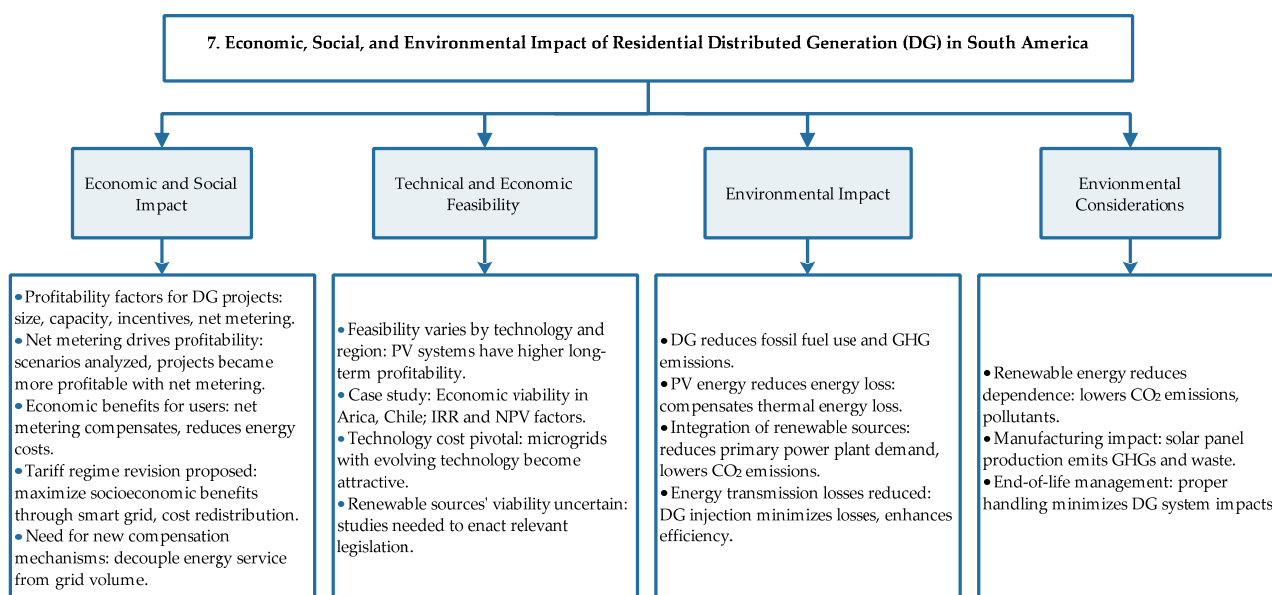 7. Economic, Social, and Environmental Impact of Residential Distributed Generation (DG) in South America
Economic and Social
Impact
Technical and Economic
Feasibility
Environmental Impact
Envionmental
Considerations
•Profitability factors for DG projects:
size, capacity, incentives, net metering.
•Net metering drives profitability:
scenarios analyzed, projects became
more profitable with net metering.
•Economic benefits for users: net
metering compensates, reduces energy
costs.
•Tariff regime revision proposed:
maximize socioeconomic benefits
through smart grid, cost redistribution.
•Need for new compensation
mechanisms: decouple energy service
from grid volume.
•Feasibility varies by technology and
region: PV systems have higher long-
term profitability.
•Case study: Economic viability in
Arica, Chile; IRR and NPV factors.
•Technology cost pivotal: microgrids
with evolving technology become
attractive.
•Renewable sources' viability uncertain:
studies needed to enact relevant
legislation.
•DG reduces fossil fuel use and GHG
emissions.
•PV energy reduces energy loss:
compensates thermal energy loss.
•Integration of renewable sources:
reduces primary power plant demand,
lowers CO₂ emissions.
•Energy transmission losses reduced:
DG injection minimizes losses, enhances
efficiency.
•Renewable energy reduces
dependence: lowers CO₂ emissions,
pollutants.
•Manufacturing impact: solar panel
production emits GHGs and waste.
•End-of-life management: proper
handling minimizes DG system impacts